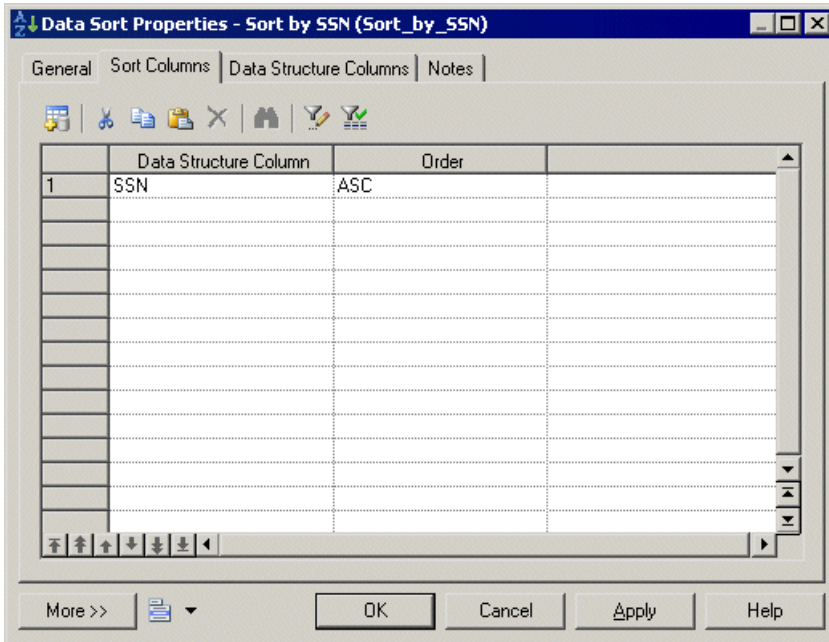 Data Sort Properties - Sort by SSN (Sort_by_SSN)
General Sort Columns Data Structure Columns Notes
Data Structure Column Order
1 SSN ASC
More >> OK Cancel Apply Help